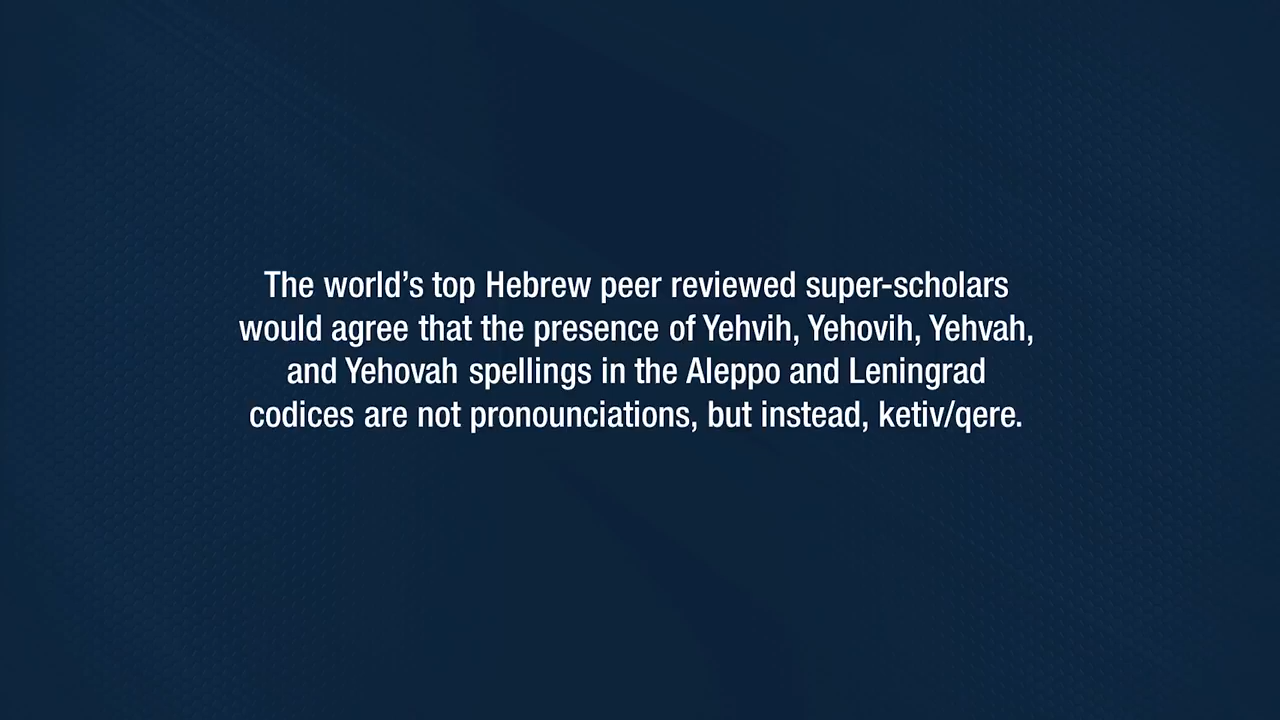 The world’s top Hebrew peer reviewed super-scholars
would agree that the presence of Yehvih, Yehovih, Yehvah,
and Yehovah spellings in the Aleppo and Leningrad
codices are not pronounciations, but instead, ketiv/qere.